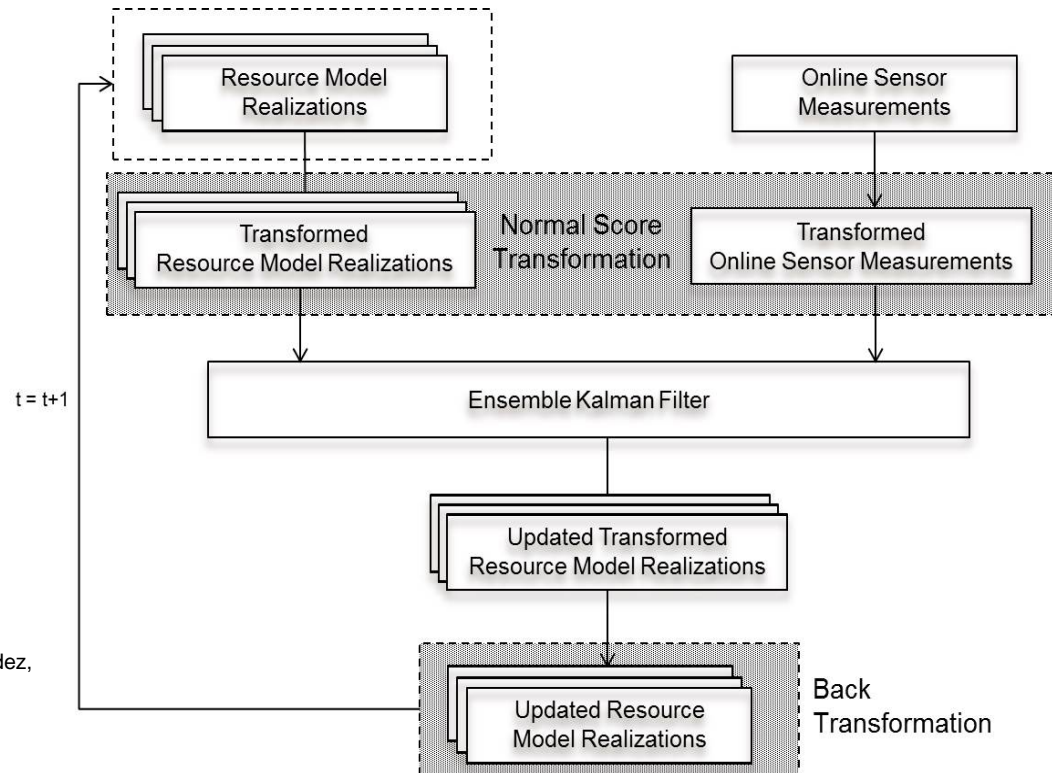 Resource Model
Realizations
Online Sensor
Measurements
Transformed
Resource Model Realizations
Normal Score
Transformation
Transformed
Online Sensor Measurements
t = t+1
Ensemble Kalman Filter
Updated Transformed
Resource Model Realizations
dez,
Updated Resource
Model Realizations
Back
Transformation